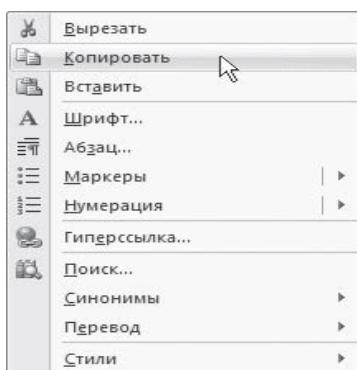 Вырезать
Копировать
Вставить
Шрифт...
Абзац...
Маркеры
Нумерация
Гиперссылка...
Поиск...
Синонимы
Перевод
Стили